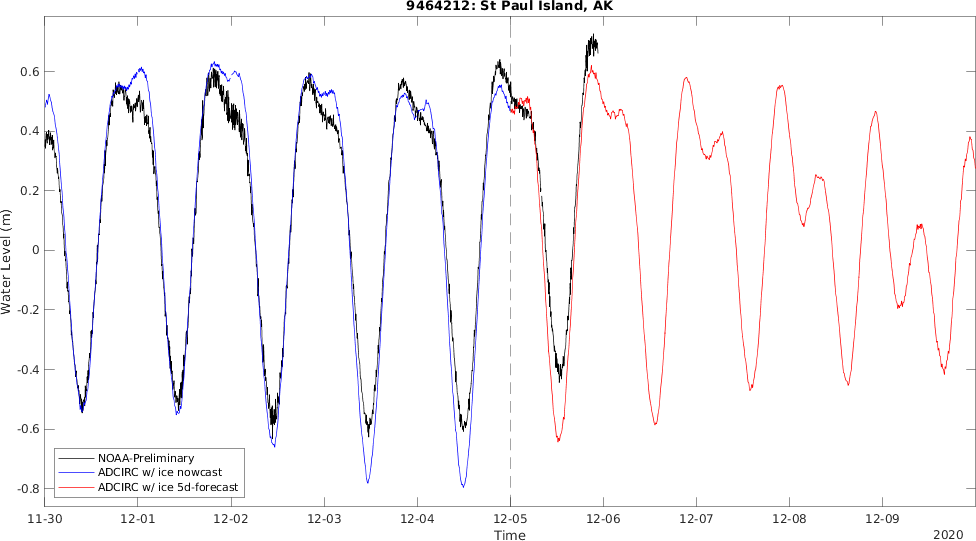 9464212: St Paul Island, AK
Water Level (m)
0.6
0.4
0.2
0
-0.2
-0.4
-0.6
-0.8
NOAA-Preliminary
ADCIRC w/ ice nowcast
ADCIRC w/ ice 5d-forecast
11-30 12-01 12-02 12-03 12-04 12-05 12-06 12-07 12-08 12-09
Time
2020